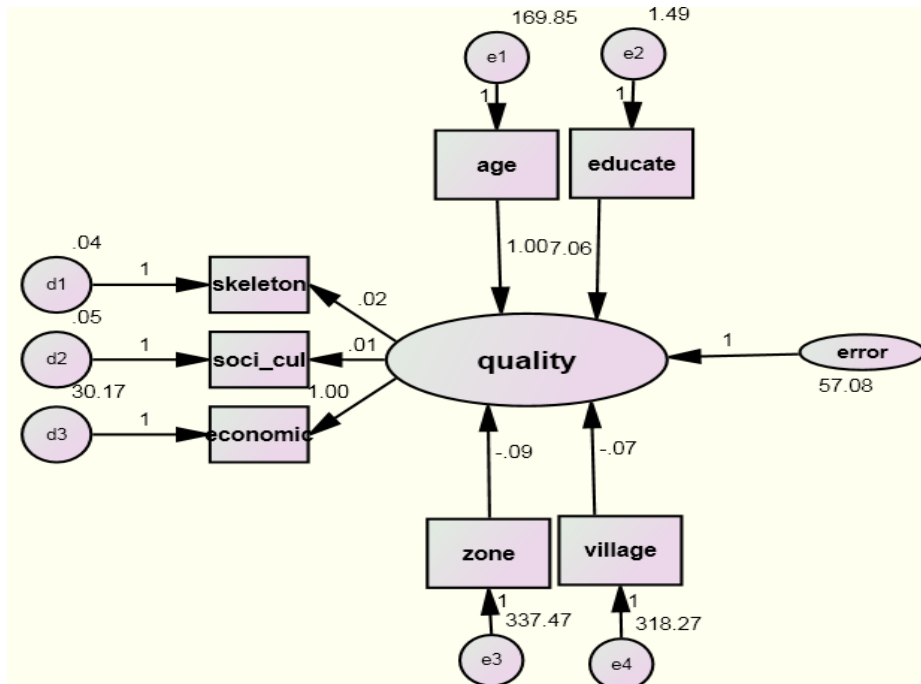 169.85
1.49
e1
e2
1
1
age
educate
.04
1.00
7.06
d1
1
skeleton
.02
.05
d2
1
soci_cul
.01
quality
1
error
30.17
1.00
57.08
d3
1
economic
-.09
-.07
zone
village
1
337.47
1
318.27
e3
e4